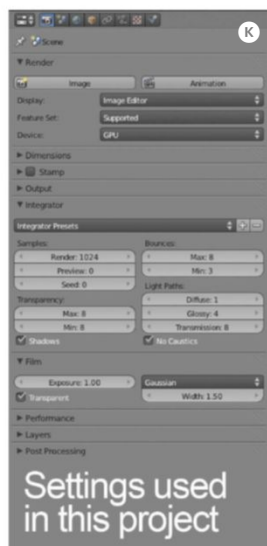 K
Scene
Render
Image Animation
Display: Image Editor
Feature Set: Supported
Device: GPU
Dimensions
Stamp
Output
Integrator
Integrator Presets
Samples: Bounces:
Render: 1024 Max: 8
Preview: 0 Min: 3
Seed: 0 Light Paths:
Transparency: Diffuse: 1
Max: 8 Glossy: 4
Min: 8 Transmission: 8
Shadows No Caustics
Film
Exposure: 1.00 Gaussian
Transparent Width: 1.50
Performance
Layers
Post Processing
Settings used
in this project